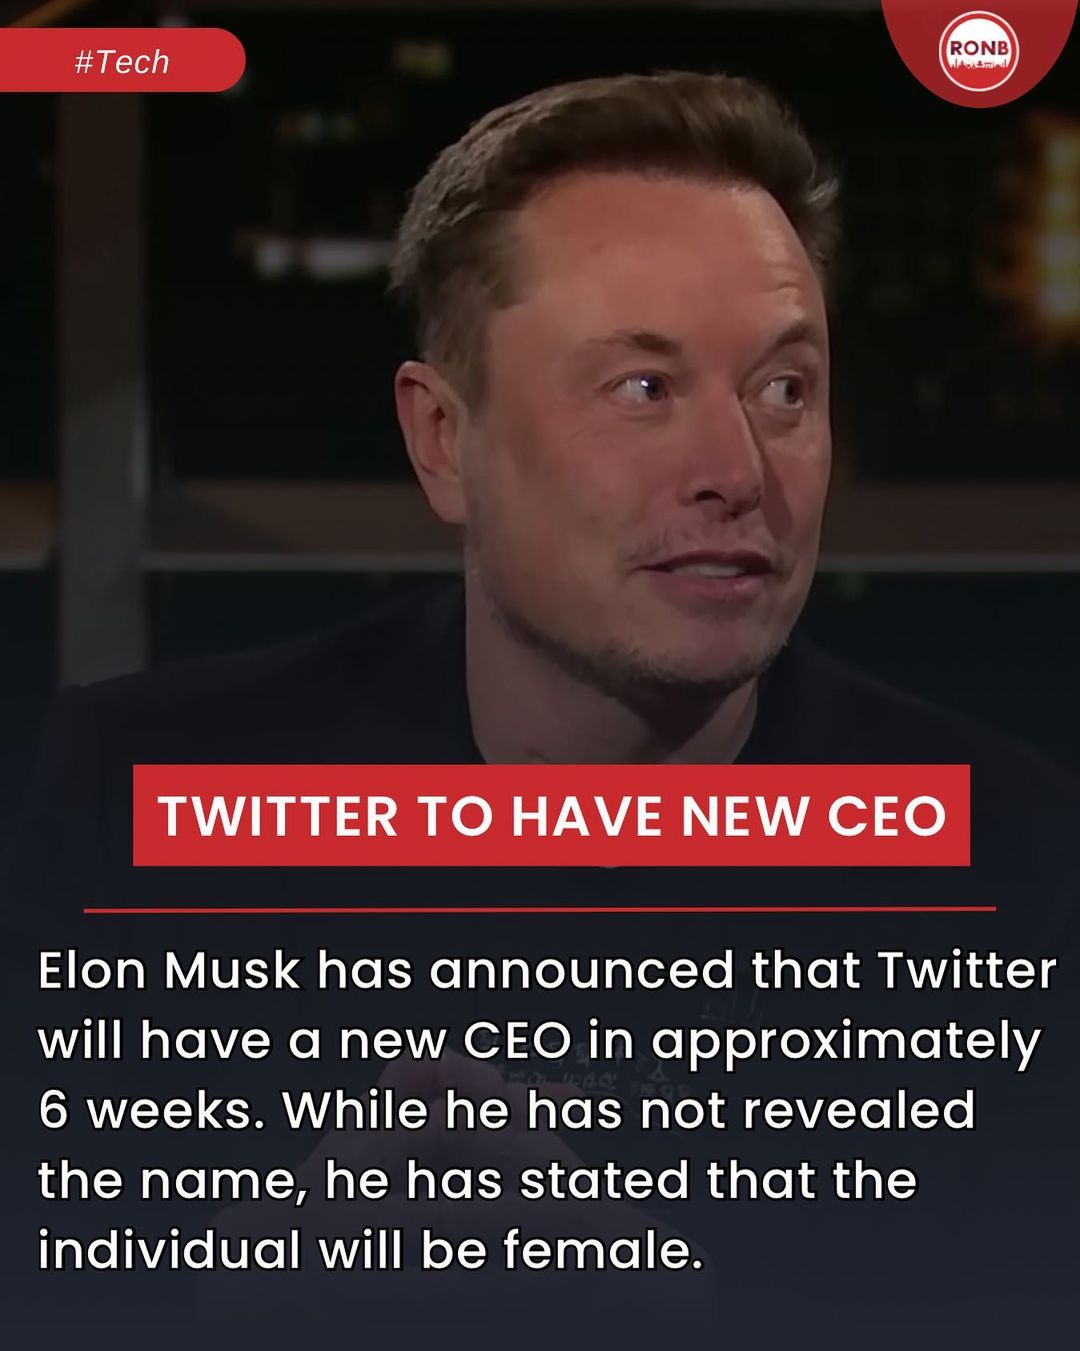 #Tech
RONB
TWITTER TO HAVE NEW CEO
Elon Musk has announced that Twitter
will have a new CEO in approximately
6 weeks. While he has not revealed
the name, he has stated that the
individual will be female.